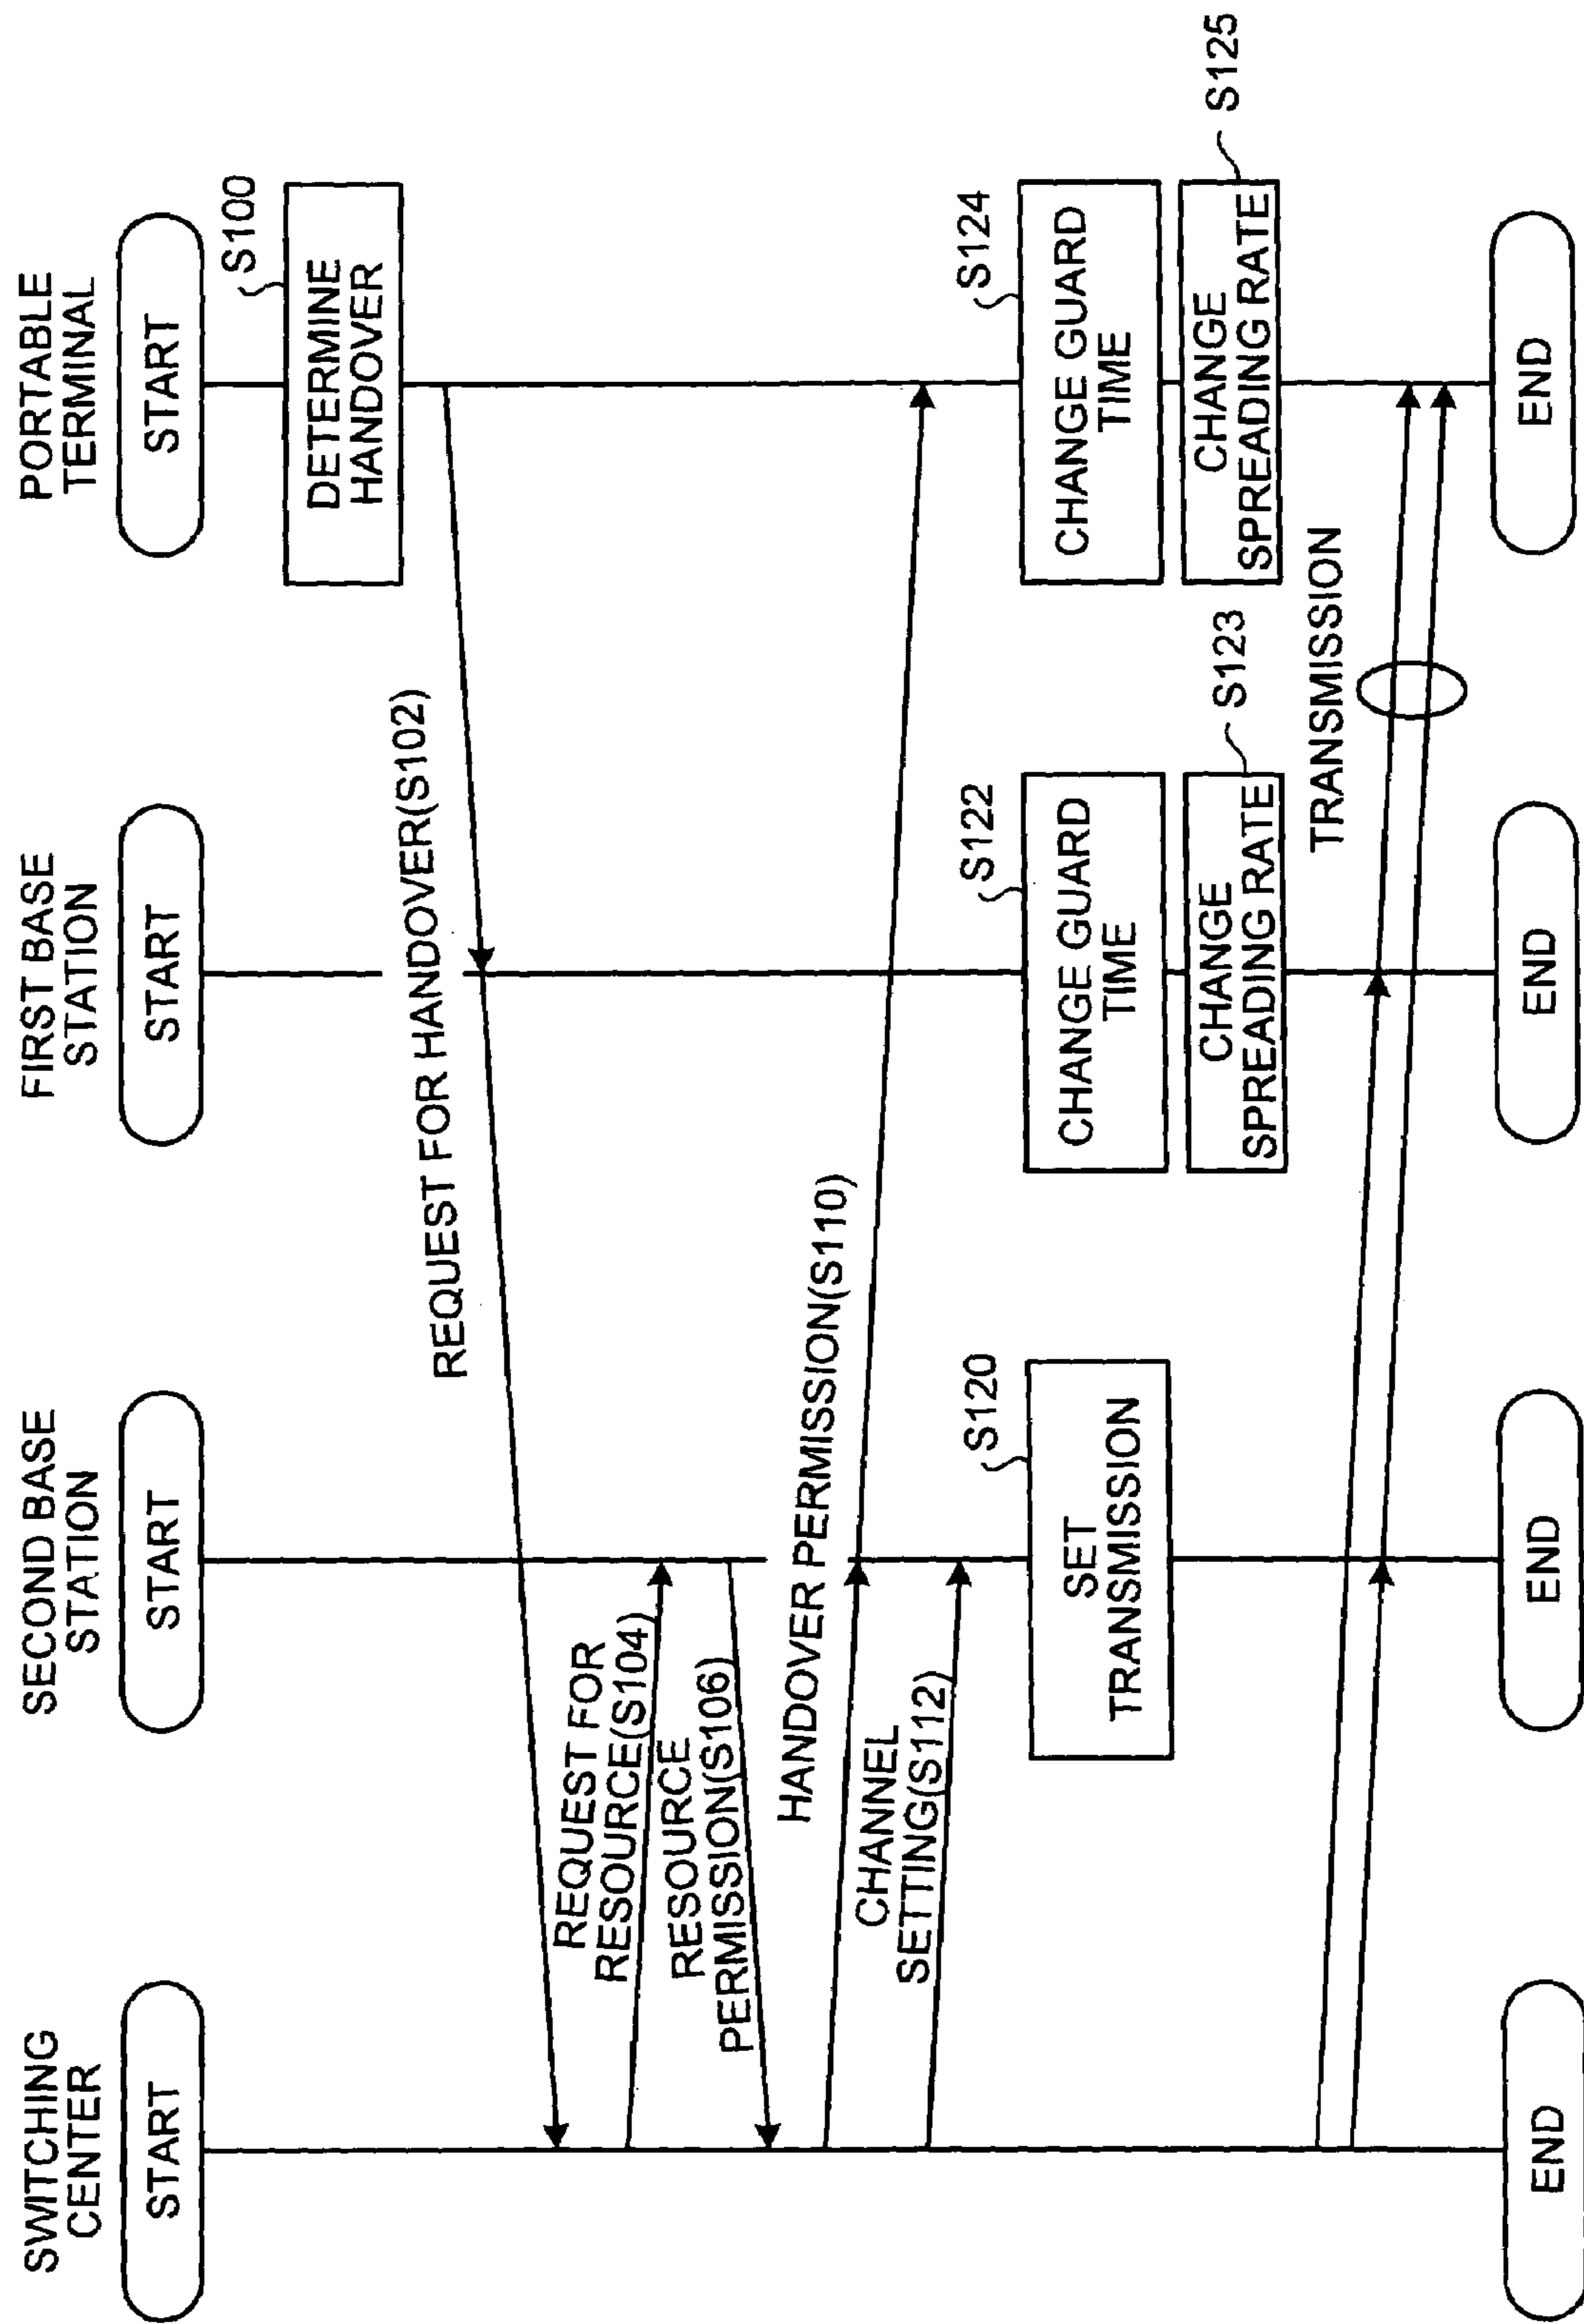 SWITCHING
CENTER
SECOND BASE
STATION
FIRST BASE
STATION
PORTABLE
TERMINAL
START
START
START
START
S100
DETERMINE
HANDOVER
REQUEST FOR HANDOVER(S102)
REQUEST FOR
RESOURCE(S104)
RESOURCE
PERMISSION(S106)
HANDOVER PERMISSION(S110)
CHANNEL
SETTING(S112)
S120
SET
TRANSMISSION
S122
CHANGE GUARD
TIME
S124
CHANGE GUARD
TIME
S123
CHANGE
SPREADING RATE
S125
CHANGE
SPREADING RATE
TRANSMISSION
END
END
END
END